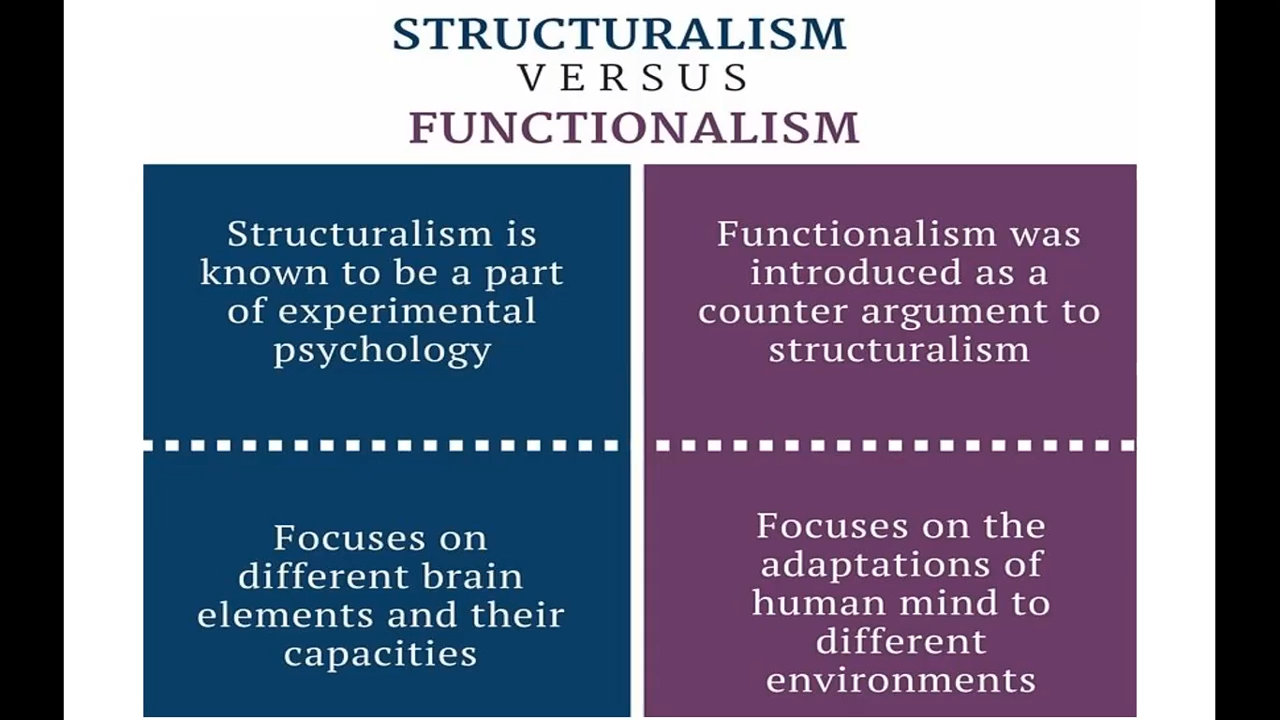 STRUCTURALISM
VERSUS
FUNCTIONALISM
Structuralism is
known to be a part
of experimental
psychology
Functionalism was
introduced as a
counter argument to
structuralism
Focuses on
different brain
elements and their
capacities
Focuses on the
adaptations of
human mind to
different
environments